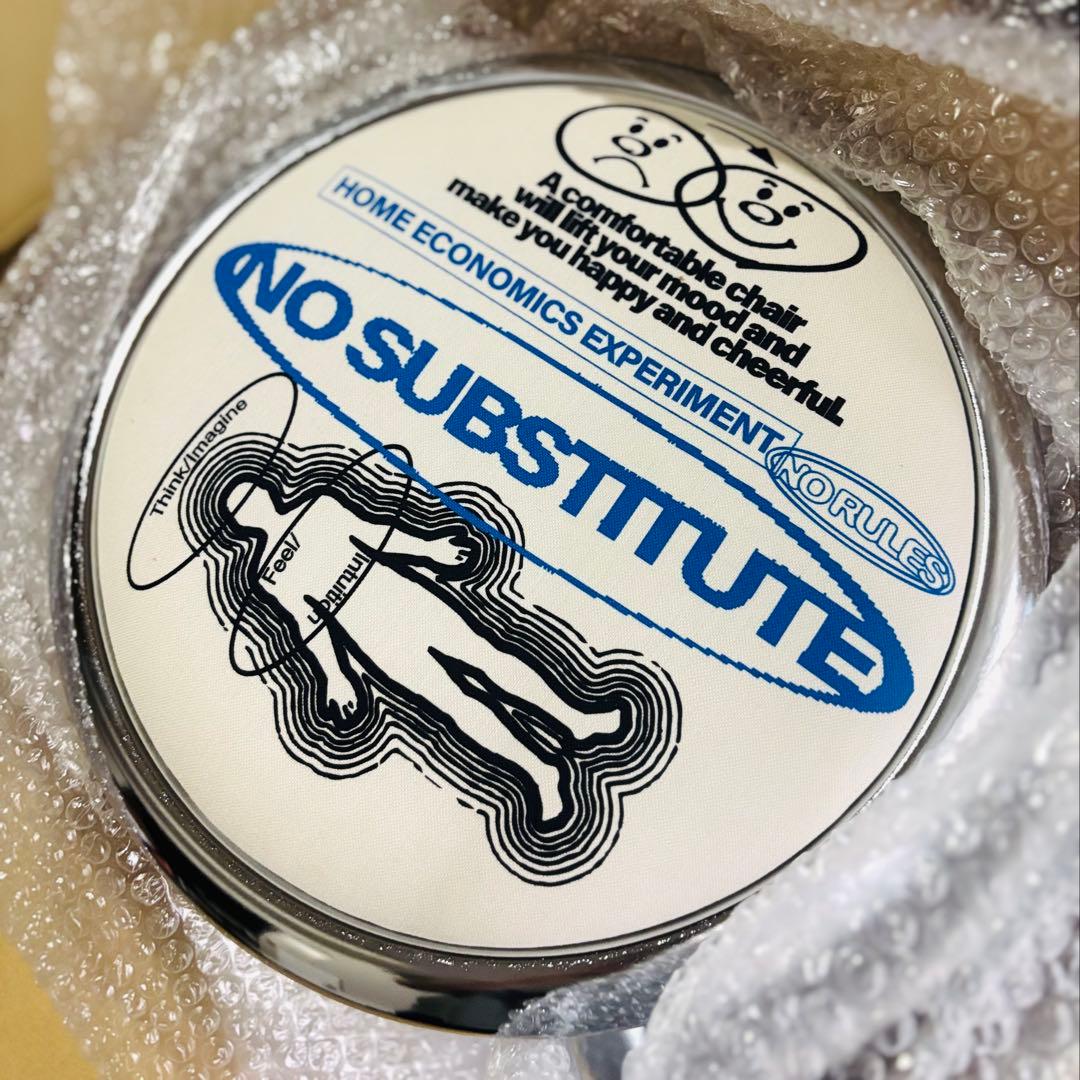 A comfortable chair
will lift your mood and
make you happy and cheerful.
HOME ECONOMICS EXPERIMENT
NO RULES
NO SUBSTITUTE
Think/Imagine
Feel/
Intuition